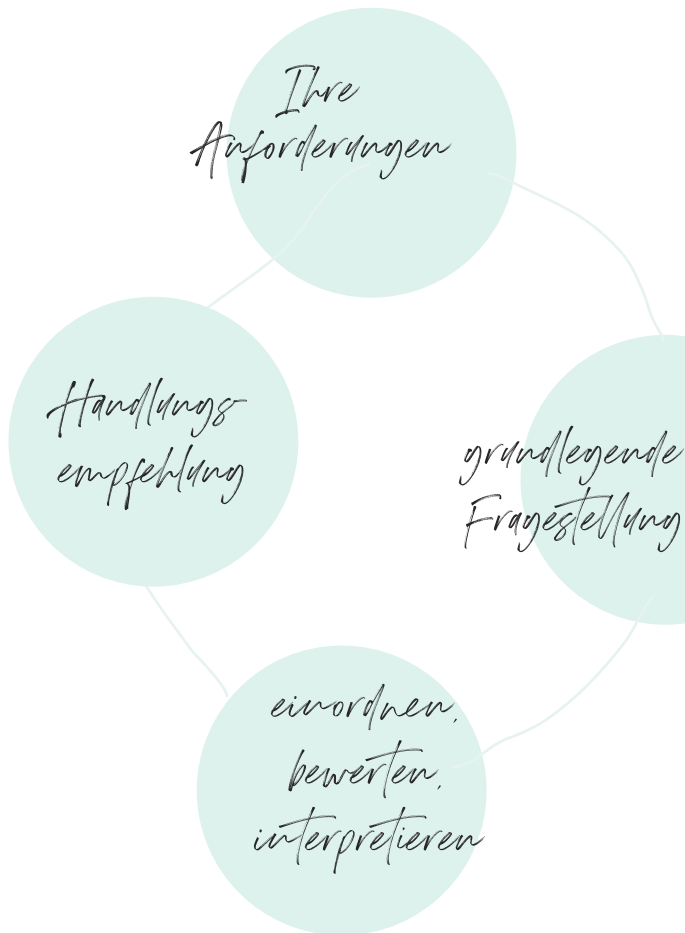 Ihre
Anforderungen
grundlegende
Fragestellung
einordnen,
bewerten,
interpretieren
Handlungs-
empfehlung